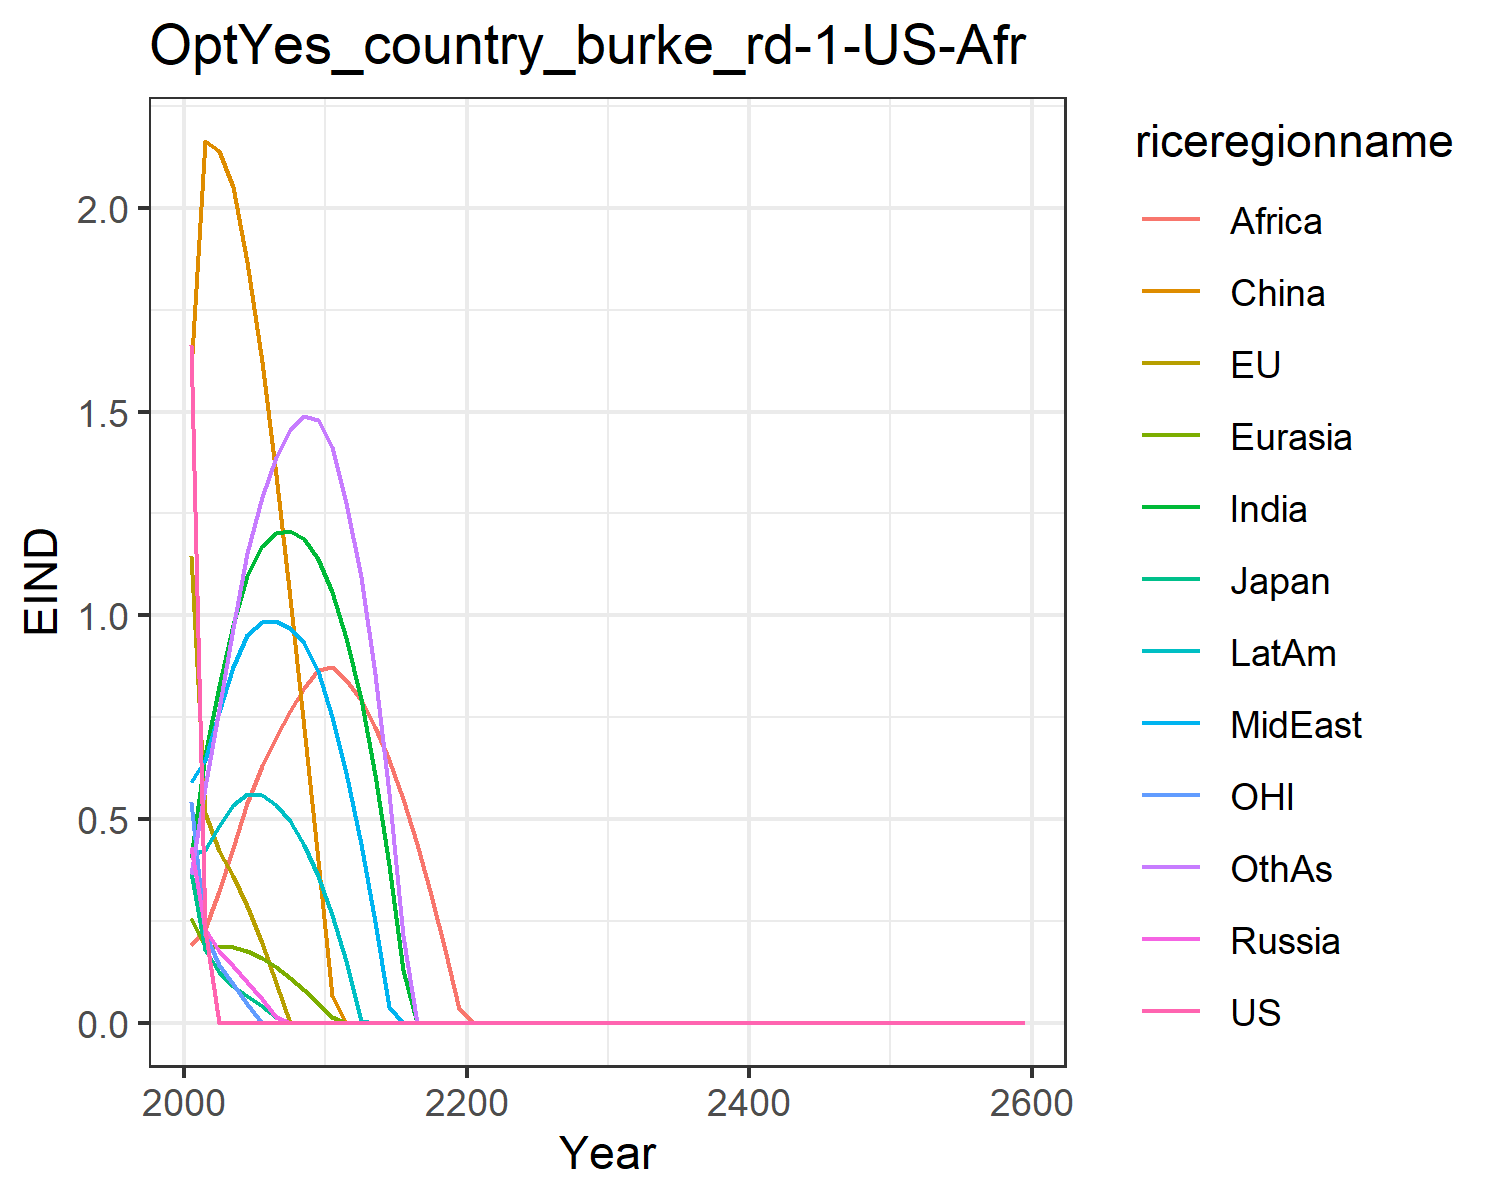 OptYes_country_burke_rd-1-US-Afr
EIND
2.0
1.5
1.0
0.5
0.0
2000
2200
2400
2600
Year
riceregionname
Africa
China
EU
Eurasia
India
Japan
LatAm
MidEast
OHI
OthAs
Russia
US